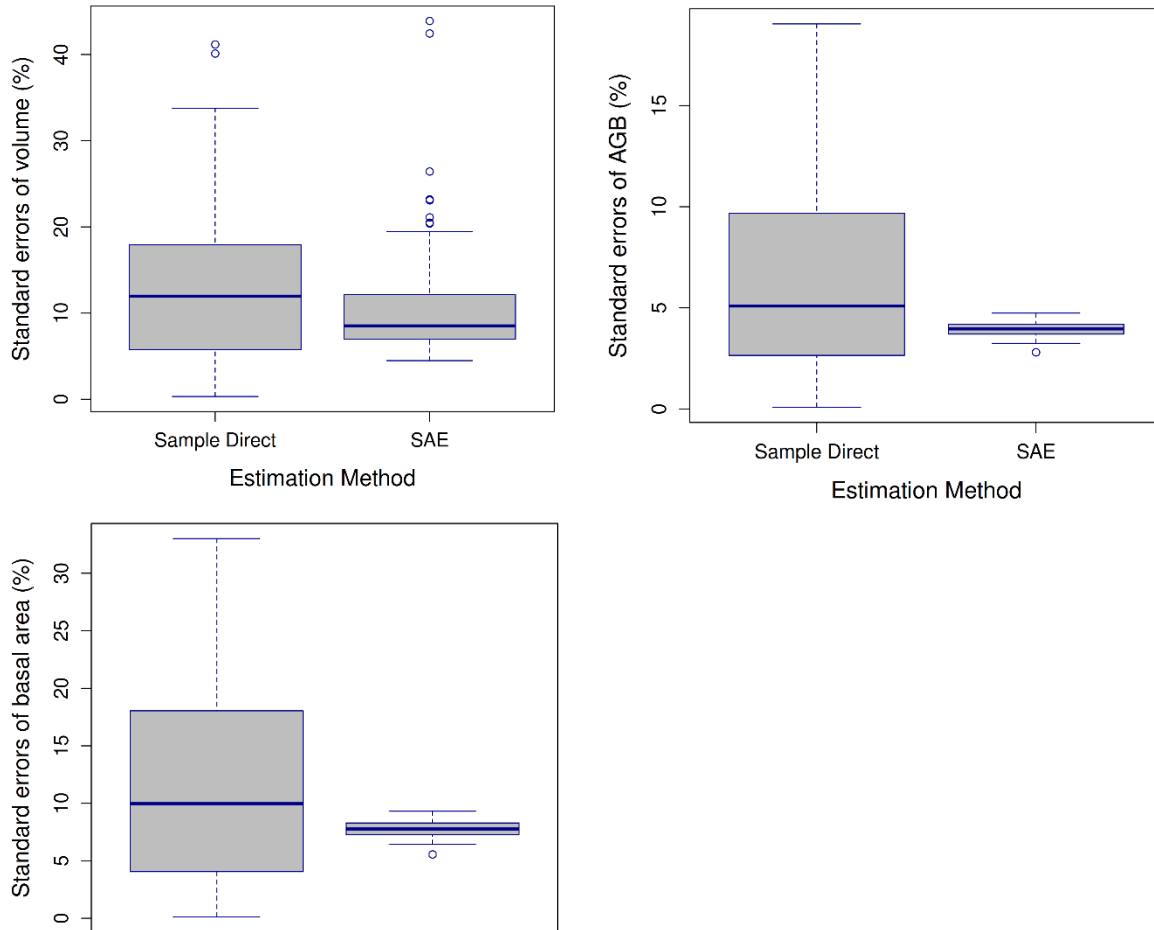 Standard errors of volume (%)
40
30
20
10
0
Sample Direct
SAE
Estimation Method
Standard errors of AGB (%)
15
10
5
0
Sample Direct
SAE
Estimation Method
Standard errors of basal area (%)
30
25
20
15
10
5
0